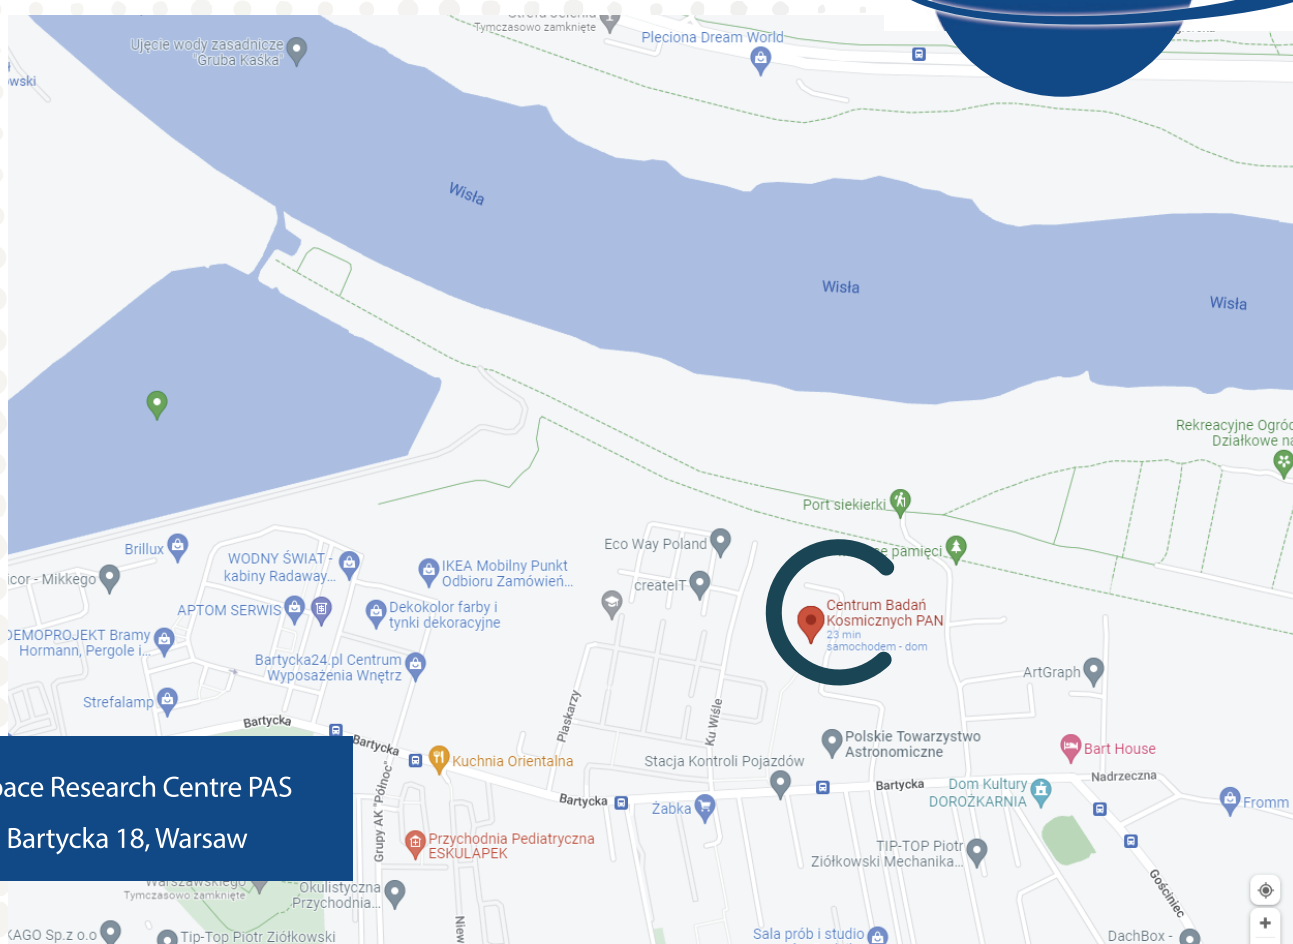 Tymczasowo zamknięte
Pleciona Dream World
Ujęcie wody zasadnicze
"Gruba Kaśka"
Wisła
Wisła
Wisła
Rekreacyjne Ogród
Działkowe na
Port siekierki
pamięci
Eco Way Poland
createIT
Brillux
WODNY ŚWIAT -
kabiny Radaway...
IKEA Mobilny Punkt
Odbioru Zamówień...
icor - Mikkego
APTOM SERWIS
Dekokolor farby i
tynki dekoracyjne
Centrum Badań
Kosmicznych PAN
23 min
samochodem - dom
DEMOPROJEKT Bramy
Hormann, Pergole i...
Bartycka24.pl Centrum
Wyposażenia Wnętrz
ArtGraph
Strefalamp
Bartycka
Bartycka
Piaskarzy
Ku Wiśle
Polskie Towarzystwo
Astronomiczne
Bart House
Kuchnia Orientalna
Stacja Kontroli Pojazdów
Nadrzeczna
pace Research Centre PAS
Bartycka 18, Warsaw
Bartycka
Żabka
Bartycka
Dom Kultury
DOROŻKARNIA
Fromm
Grupy AK "Północ"
Przychodnia Pediatryczna
ESKULAPEK
TIP-TOP Piotr
Ziółkowski Mechanika...
Gościniec
Warszawskiego
Tymczasowo zamknięte
Okulistyczna
Przychodnia...
Niew
KAGO Sp.z o.o
Tip-Top Piotr Ziółkowski
Sala prób i studio
DachBox -